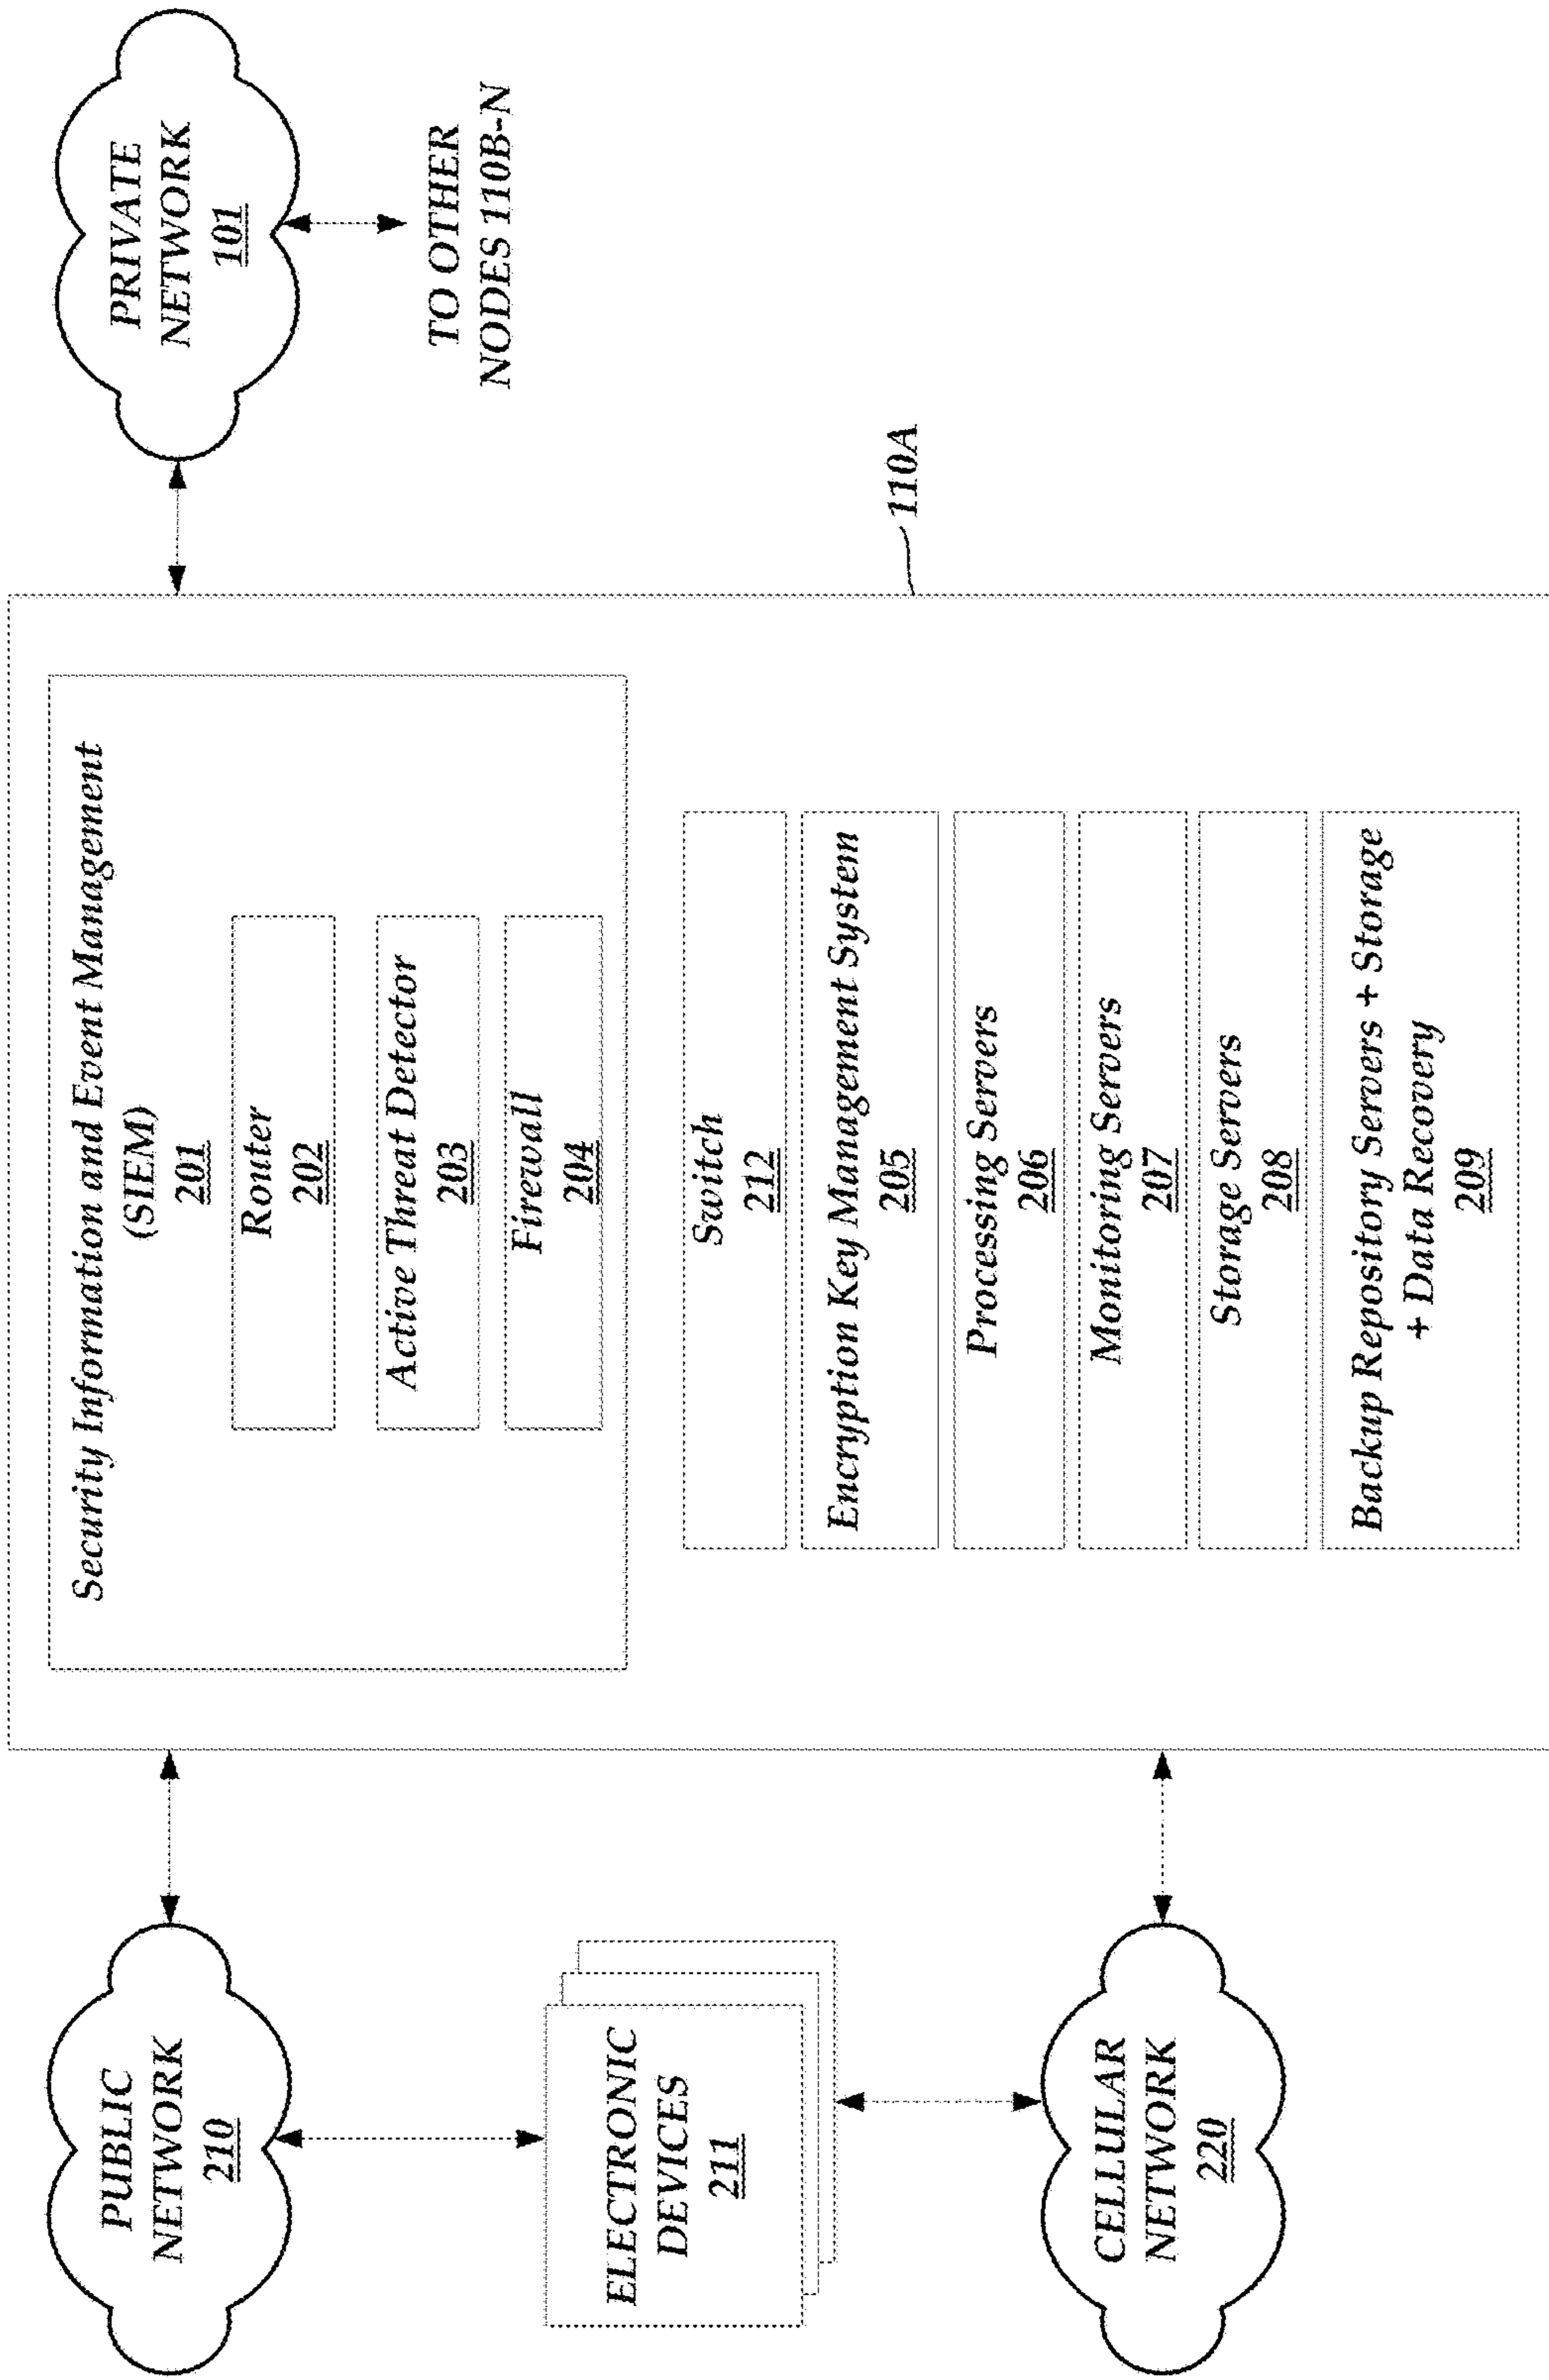 PUBLIC
NETWORK
210
ELECTRONIC
DEVICES
211
CELLULAR
NETWORK
220
Security Information and Event Management
(SIEM)
201
Router
202
Active Threat Detector
203
Firewall
204
Switch
212
Encryption Key Management System
205
Processing Servers
206
Monitoring Servers
207
Storage Servers
208
Backup Repository Servers + Storage
+ Data Recovery
209
110A
PRIVATE
NETWORK
101
TO OTHER
NODES 110B-N